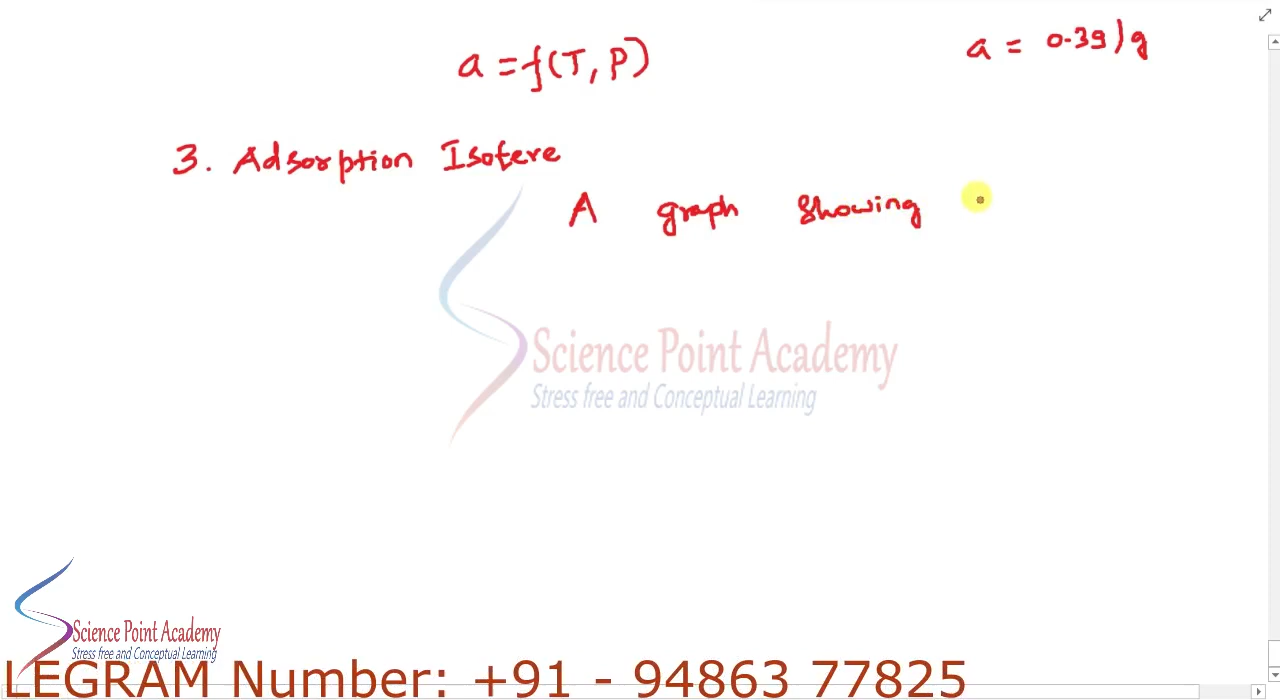 a = f(T, P)
a = 0.39/g
3. Adsorption Isotere
A graph showing
Science Point Academy
Stress free and Conceptual Learning
Science Point Academy
Stress free and Conceptual Learning
LEGRAM Number: +91 - 94863 77825